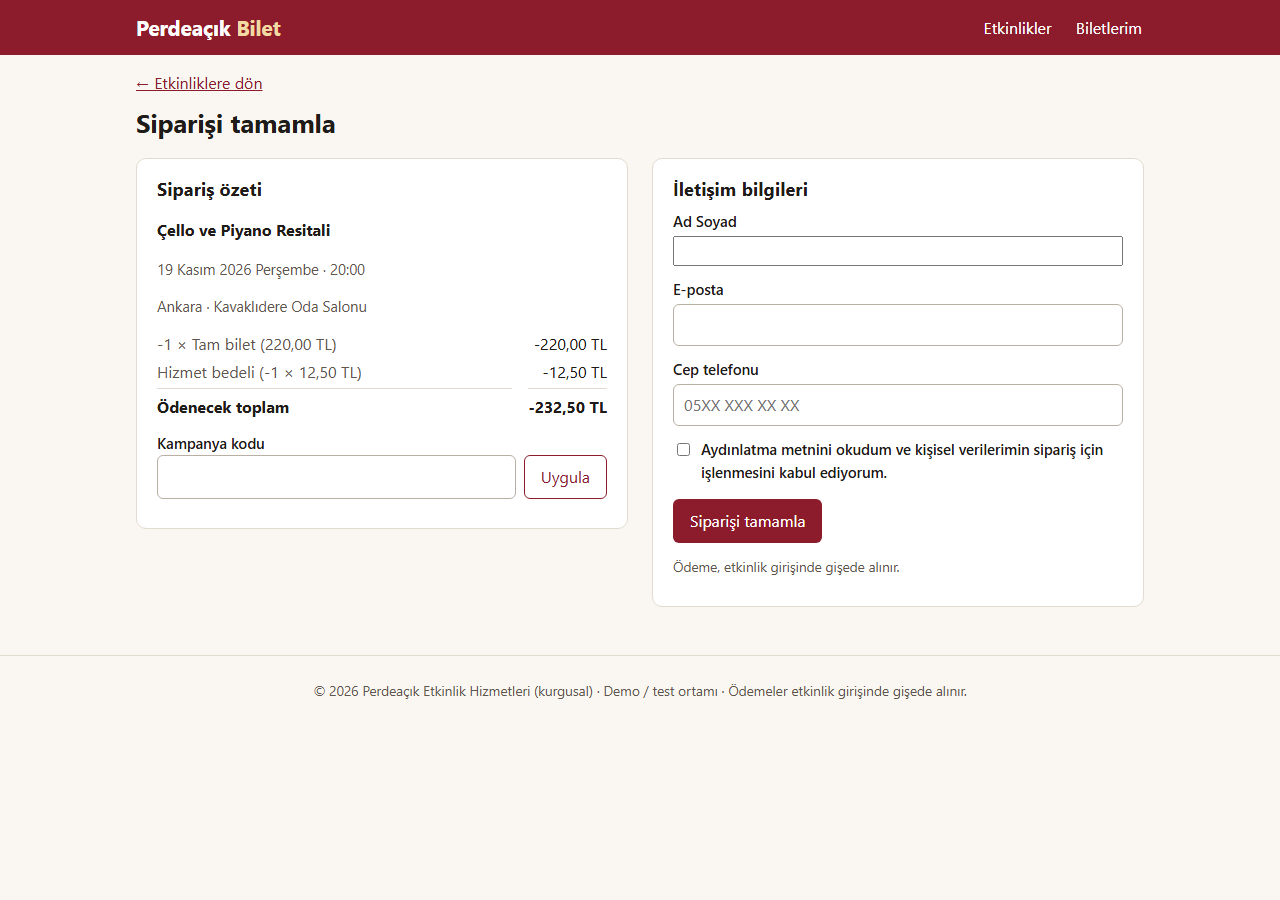 Perdeaçık Bilet
Etkinlikler
Biletlerim
← Etkinliklere dön
Siparişi tamamla
Sipariş özeti
Çello ve Piyano Resitali
19 Kasım 2026 Perşembe · 20:00
Ankara · Kavaklıdere Oda Salonu
-1 × Tam bilet (220,00 TL) -220,00 TL
Hizmet bedeli (-1 × 12,50 TL) -12,50 TL
Ödenecek toplam -232,50 TL
Kampanya kodu
Uygula
İletişim bilgileri
Ad Soyad
E-posta
Cep telefonu
05XX XXX XX XX
Aydınlatma metnini okudum ve kişisel verilerimin sipariş için
işlenmesini kabul ediyorum.
Siparişi tamamla
Ödeme, etkinlik girişinde gişede alınır.
© 2026 Perdeaçık Etkinlik Hizmetleri (kurgusal) · Demo / test ortamı · Ödemeler etkinlik girişinde gişede alınır.